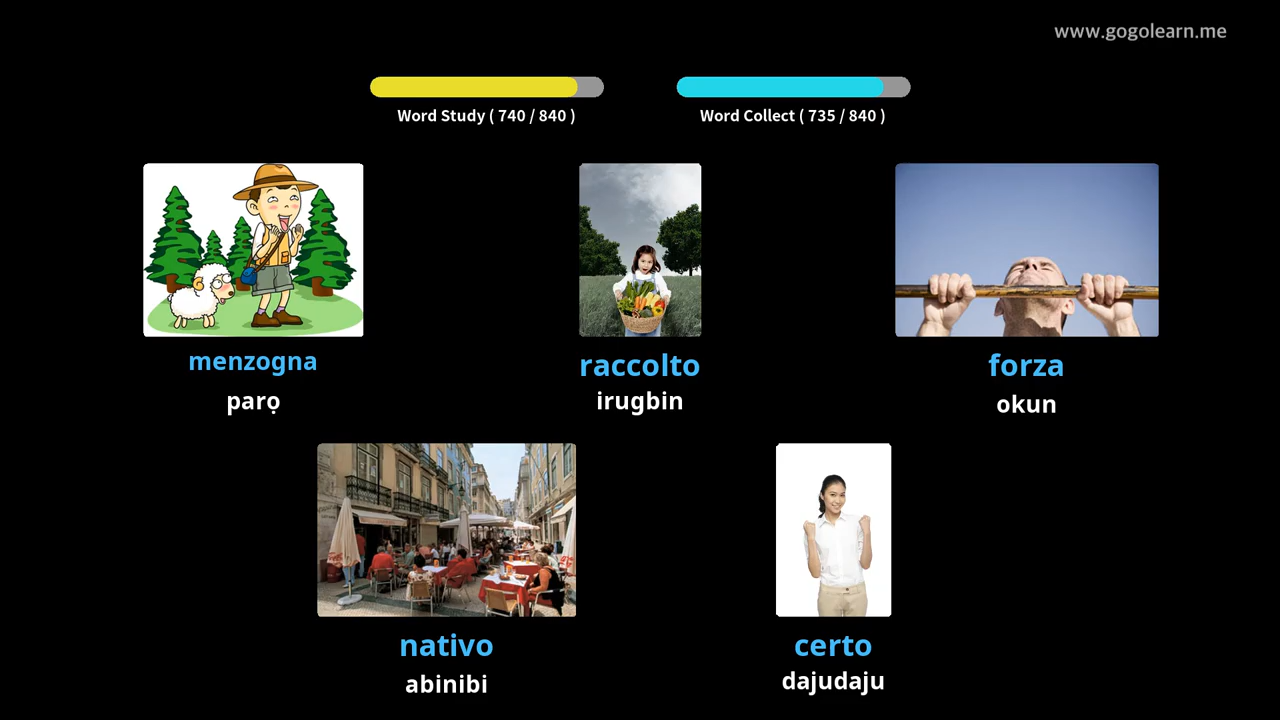 www.gogolearn.me
Word Study ( 740 / 840 )
Word Collect ( 735 / 840 )
menzogna
parọ
raccolto
irugbin
forza
okun
nativo
abinibi
certo
dajudaju